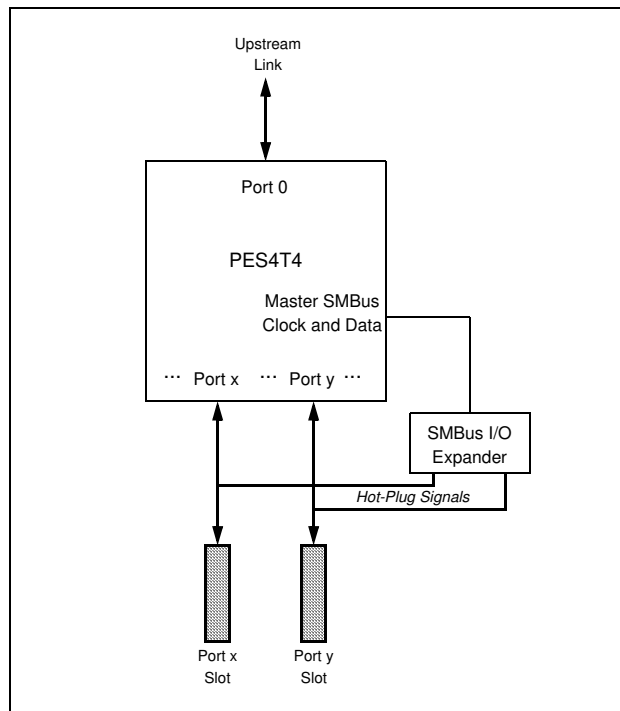 Upstream
Link
Port 0
PES4T4
Master SMBus
Clock and Data
... Port x ... Port y ...
SMBus I/O
Expander
Hot-Plug Signals
Port x
Slot
Port y
Slot